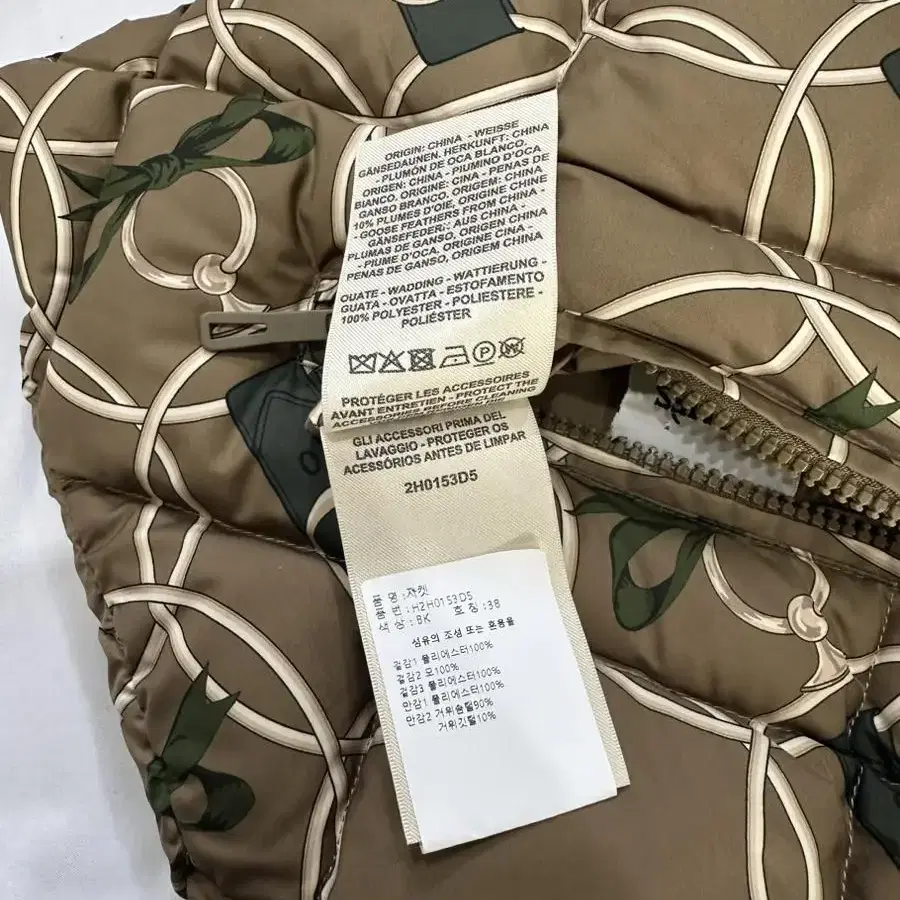 ORIGIN: CHINA - WEISSE
GÄNSEDAUNEN. HERKUNFT: CHINA
- PLUMÓN DE OCA BLANCO.
ORIGEN: CHINA - PIUMINO D'OCA
BIANCO. ORIGINE: CINA - PENAS DE
GANSO BRANCO. ORIGEM: CHINA
10% PLUMES D'OIE, ORIGINE CHINE
- GOOSE FEATHERS FROM CHINA -
GÄNSEFEDERN AUS CHINA -
PLUMAS DE GANSO, ORIGEN CHINA
- PIUME D'OCA. ORIGINE CINA -
PENAS DE GANSO, ORIGEM CHINA
OUATE - WADDING - WATTIERUNG -
GUATA - OVATTA - ESTOFAMENTO
100% POLYESTER - POLIESTERE -
POLIÉSTER
PROTÉGER LES ACCESSOIRES
AVANT ENTRETIEN - PROTECT THE
ACCESSORIES BEFORE CLEANING
GLI ACCESSORI PRIMA DEL
LAVAGGIO - PROTEGER OS
ACESSÓRIOS ANTES DE LIMPAR
2H0153D5
품 명 :자켓
품 번 :H2H0153D5
색 상 :BK 호 칭 :38
섬유의 조성 또는 혼용율
겉감1 폴리에스터100%
겉감2 모100%
겉감3 폴리에스터100%
안감1 폴리에스터100%
안감2 거위솜털90%
거위깃털10%